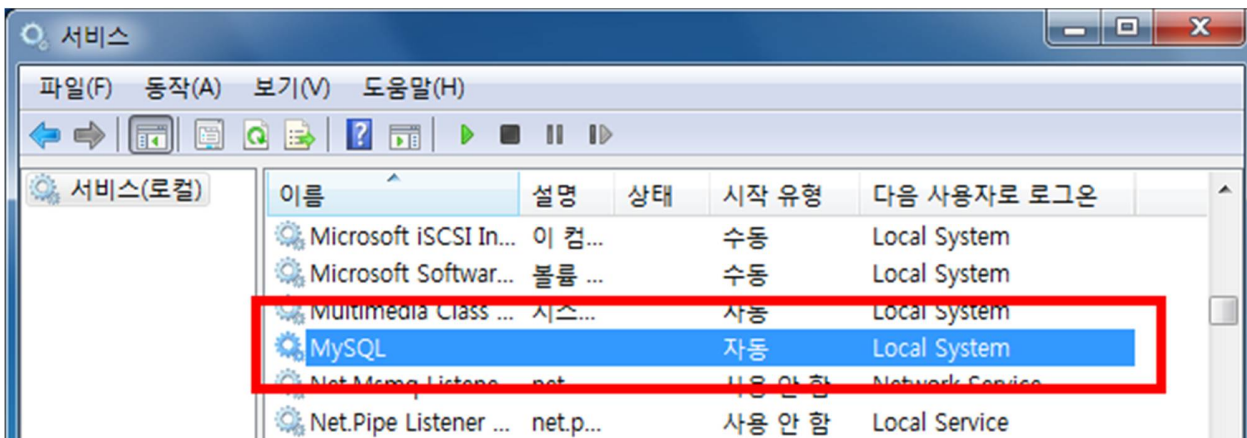 서비스
파일(F) 동작(A) 보기(V) 도움말(H)
서비스(로컬)
이름 설명 상태 시작 유형 다음 사용자로 로그온
Microsoft iSCSI In... 이 컴... 수동 Local System
Microsoft Softwar... 볼륨 ... 수동 Local System
Multimedia Class ... 시스... 자동 Local System
MySQL 자동 Local System
Net.Msmq Listene... net... 사용 안 함 Network Service
Net.Pipe Listener ... net.p... 사용 안 함 Local Service